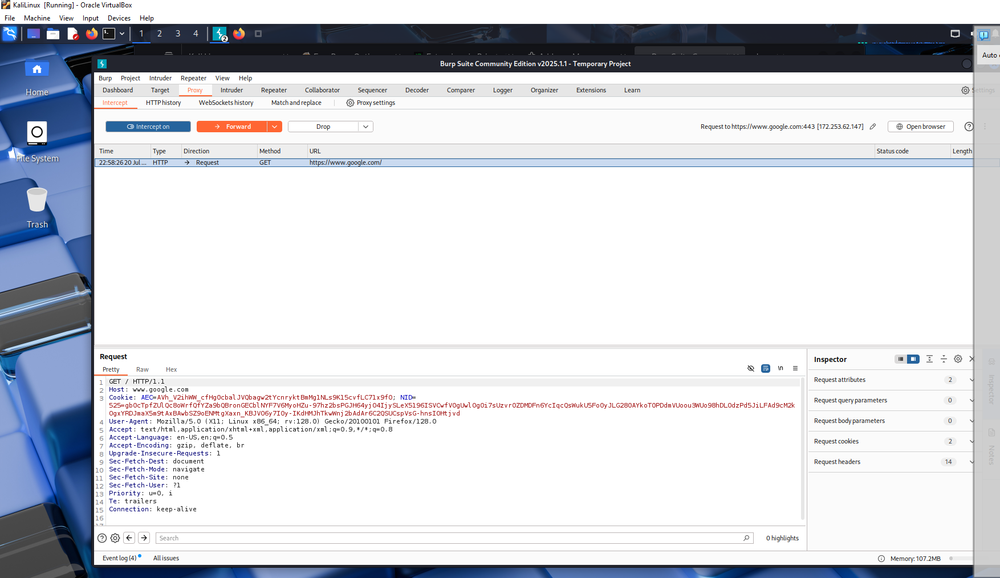 KaliLinux [Running] - Oracle VirtualBox
File Machine View Input Devices Help
1 2 3 4 2
Auto
Home
File System
Trash
Burp Suite Community Edition v2025.1.1 - Temporary Project
Burp Project Intruder Repeater View Help
Dashboard Target Proxy Intruder Repeater Collaborator Sequencer Decoder Comparer Logger Organizer Extensions Learn Settings
Intercept HTTP history WebSockets history Match and replace Proxy settings
Intercept on Forward Drop Request to https://www.google.com:443 [172.253.62.147] Open browser
Time Type Direction Method URL Status code Length
22:58:26 20 Jul ... HTTP → Request GET https://www.google.com/
Request
Pretty Raw Hex \n
1 GET / HTTP/1.1
2 Host: www.google.com
3 Cookie: AEC=AVh_V2ihWW_cfHg0cbalJVQbagw2tYcnryktBmMg1NLs9K15cvfLC71x9f0; NID=
525=gb0cTpfZUlQc8oWrfQfYZa9bQBronGECblNYF7V6MyoHZu-97hz2bsPGJH64yjO4IjySLeX5196ISVCwfV0gUwlOgOi7sUzvr0ZDMDFn6YcIqcQsWukU5Fo0yJLG280AYkoT0PDdmVUoou3WUo98hDLOdzPd5JiLFAd9cM2k
OgxYRDJmaX5m9tAxBAwbSZ9oENMtgXaxn_KBJVO6y7I0y-IKdHMJhTkwWnj2bAdAr6C2QSUCspVsG-hnsIOHtjvd
4 User-Agent: Mozilla/5.0 (X11; Linux x86_64; rv:128.0) Gecko/20100101 Firefox/128.0
5 Accept: text/html,application/xhtml+xml,application/xml;q=0.9,*/*;q=0.8
6 Accept-Language: en-US,en;q=0.5
7 Accept-Encoding: gzip, deflate, br
8 Upgrade-Insecure-Requests: 1
9 Sec-Fetch-Dest: document
10 Sec-Fetch-Mode: navigate
11 Sec-Fetch-Site: none
12 Sec-Fetch-User: ?1
13 Priority: u=0, i
14 Te: trailers
15 Connection: keep-alive
16
17
Inspector
Request attributes 2
Request query parameters 0
Request body parameters 0
Request cookies 2
Request headers 14
Inspector
Notes
Search 0 highlights
Event log (4) All issues Memory: 107.2MB